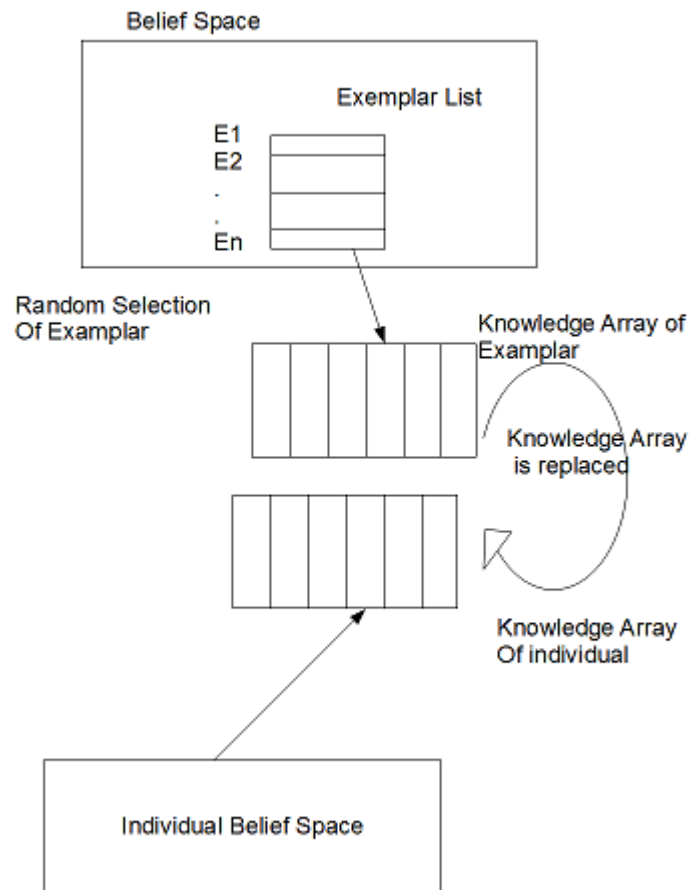 Belief Space
Exemplar List
E1
E2
.
.
En
Random Selection
Of Examplar
Knowledge Array of
Examplar
Knowledge Array
is replaced
Knowledge Array
Of individual
Individual Belief Space